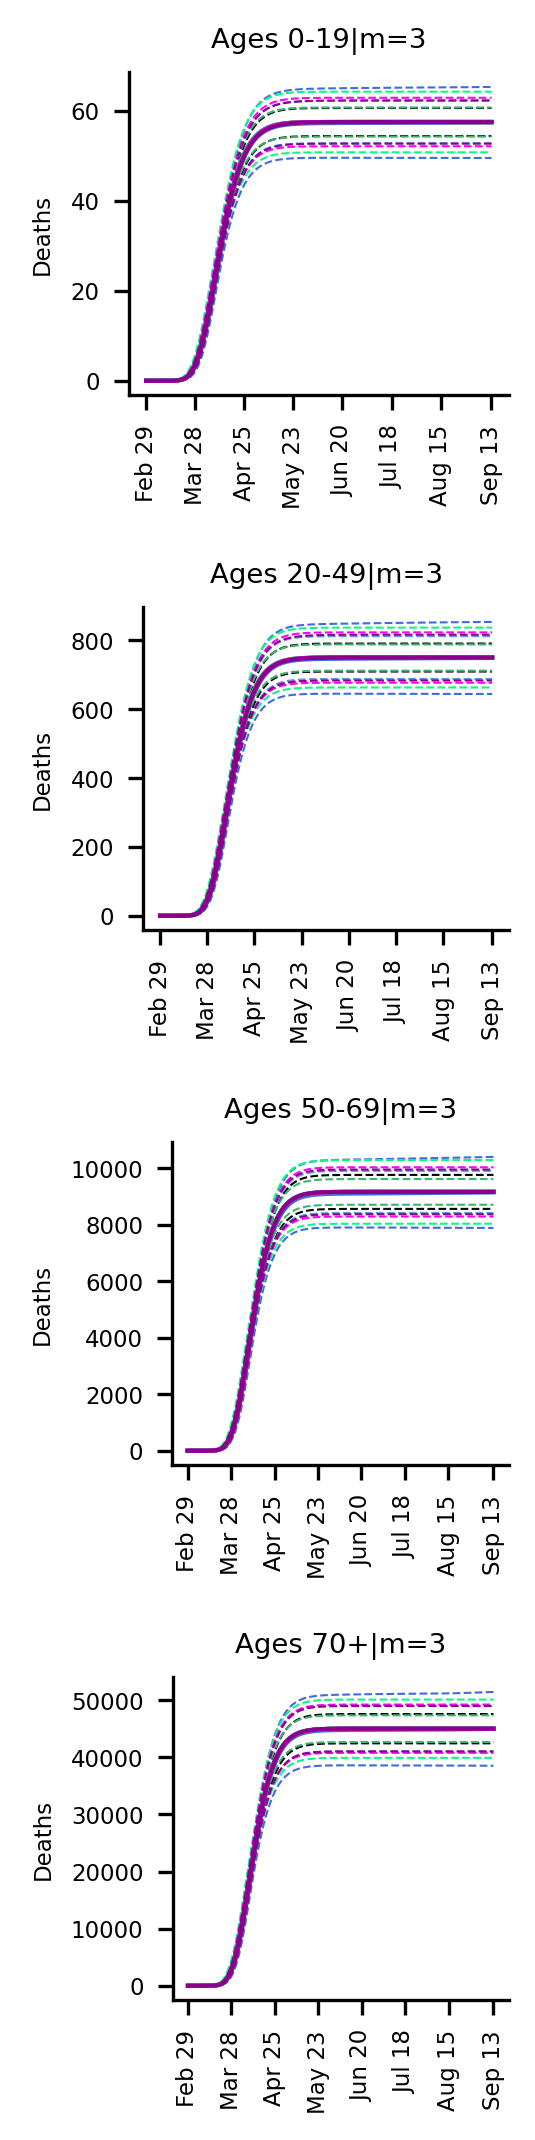 Ages 0-19|m=3
60
40
20
0
Deaths
Feb 29
Mar 28
Apr 25
May 23
Jun 20
Jul 18
Aug 15
Sep 13
Ages 20-49|m=3
800
600
400
200
0
Deaths
Feb 29
Mar 28
Apr 25
May 23
Jun 20
Jul 18
Aug 15
Sep 13
Ages 50-69|m=3
10000
8000
6000
4000
2000
0
Deaths
Feb 29
Mar 28
Apr 25
May 23
Jun 20
Jul 18
Aug 15
Sep 13
Ages 70+|m=3
50000
40000
30000
20000
10000
0
Deaths
Feb 29
Mar 28
Apr 25
May 23
Jun 20
Jul 18
Aug 15
Sep 13